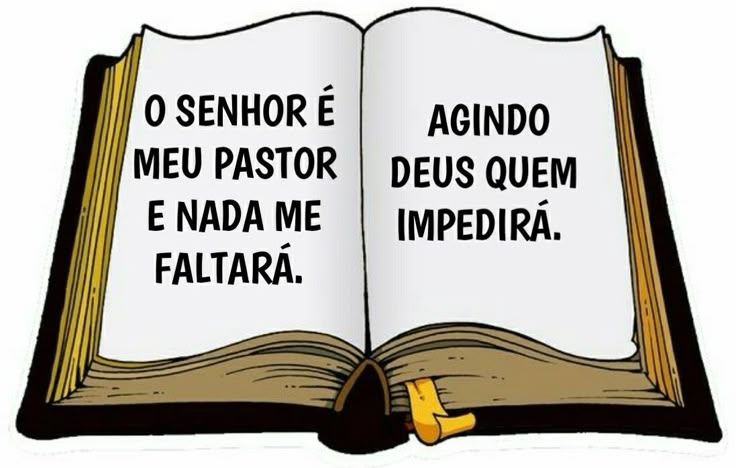 O SENHOR É
MEU PASTOR
E NADA ME
FALTARÁ.
AGINDO
DEUS QUEM
IMPEDIRÁ.